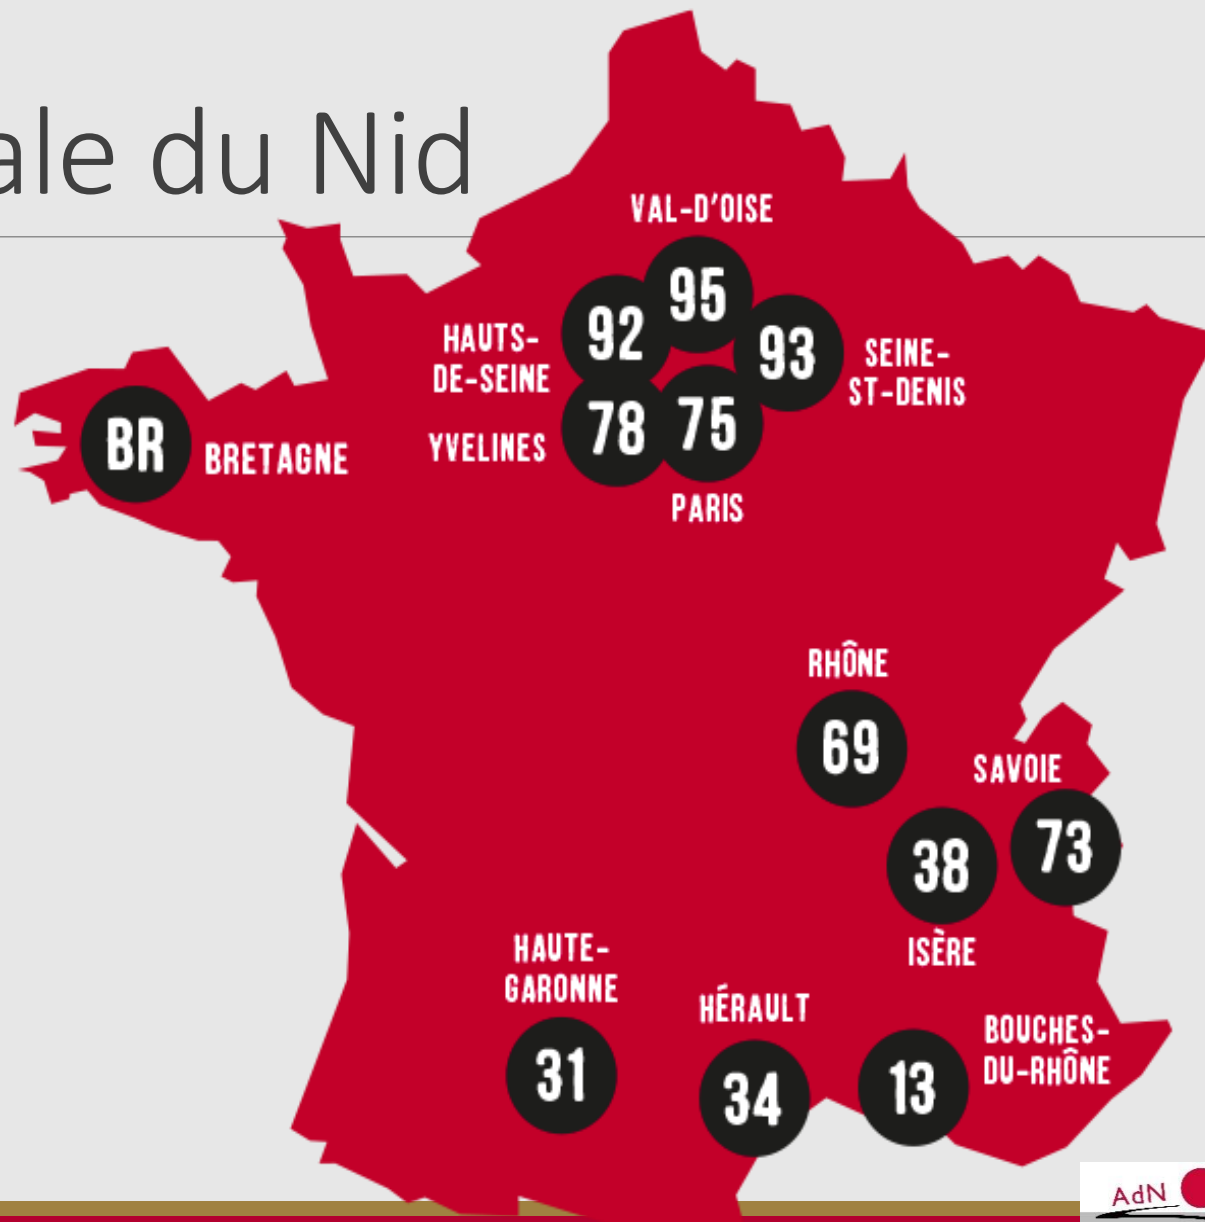 ale du Nid
VAL-D'OISE
95
92
HAUTS-
DE-SEINE
93
SEINE-
ST-DENIS
78
YVELINES
75
PARIS
BR
BRETAGNE
RHÔNE
69
SAVOIE
73
38
ISÈRE
HAUTE-
GARONNE
31
HÉRAULT
34
13
BOUCHES-
DU-RHÔNE
AdN